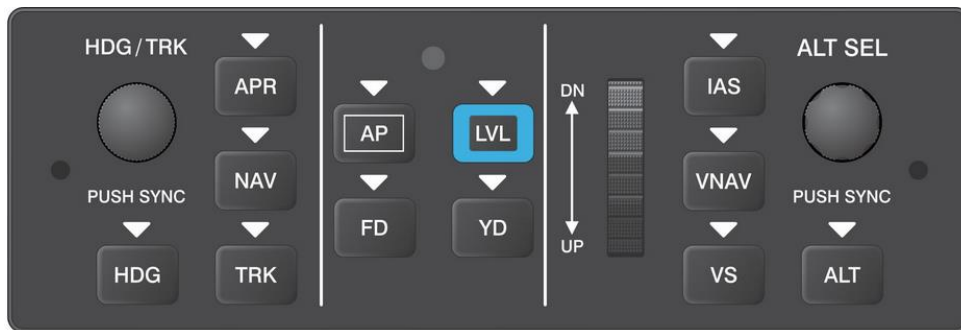 HDG / TRK
APR
NAV
PUSH SYNC
HDG
TRK
AP
LVL
FD
YD
DN
UP
IAS
VNAV
VS
ALT SEL
PUSH SYNC
ALT